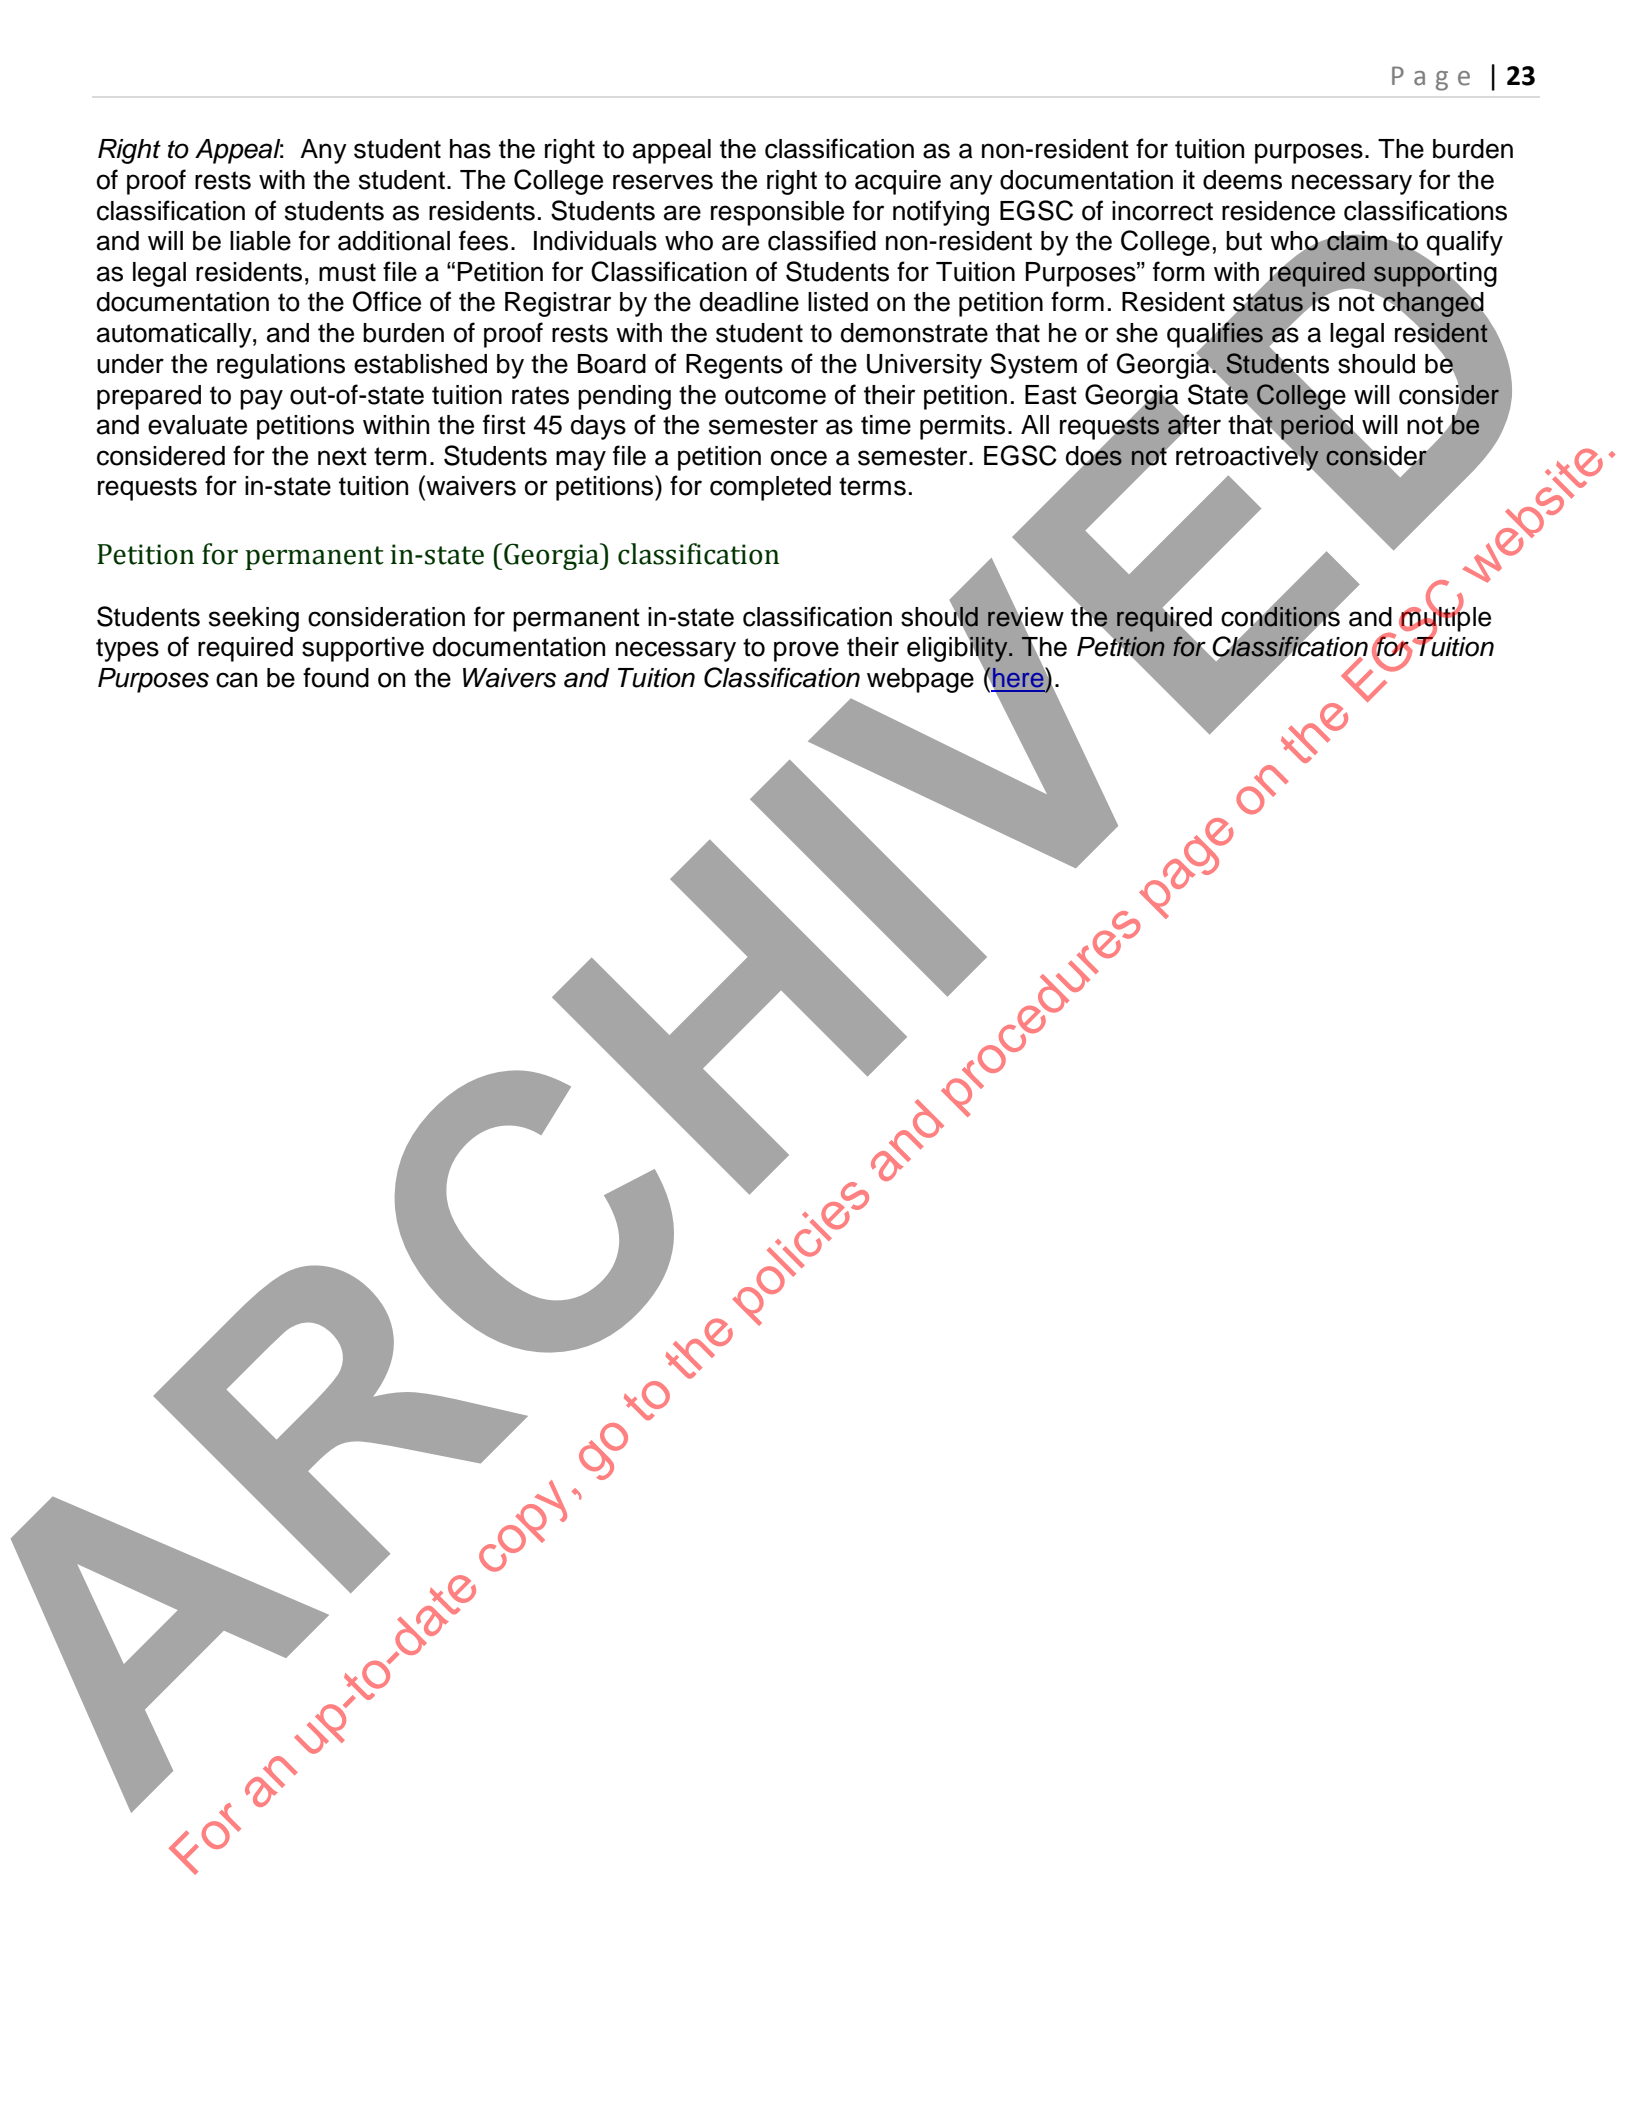 Page | 23
Right to Appeal:  Any student has the right to appeal the classification as a non-resident for tuition purposes. The burden
of proof rests with the student. The College reserves the right to acquire any documentation it deems necessary for the
classification of students as residents. Students are responsible for notifying EGSC of incorrect residence classifications
and will be liable for additional fees.  Individuals who are classified non-resident by the College, but who claim to qualify
as legal residents, must file a “Petition for Classification of Students for Tuition Purposes” form with required supporting
documentation to the Office of the Registrar by the deadline listed on the petition form. Resident status is not changed
automatically, and the burden of proof rests with the student to demonstrate that he or she qualifies as a legal resident
under the regulations established by the Board of Regents of the University System of Georgia. Students should be
prepared to pay out-of-state tuition rates pending the outcome of their petition. East Georgia State College will consider
and evaluate petitions within the first 45 days of the semester as time permits. All requests after that period will not be
considered for the next term. Students may file a petition once a semester. EGSC does not retroactively consider
requests for in-state tuition (waivers or petitions) for completed terms.
Petition for permanent in-state (Georgia) classification
Students seeking consideration for permanent in-state classification should review the required conditions and multiple
types of required supportive documentation necessary to prove their eligibility. The Petition for Classification for Tuition
Purposes can be found on the Waivers and Tuition Classification webpage (here).
ARCHIVED
For an up-to-date copy, go to the policies and procedures page on the EGSC website.